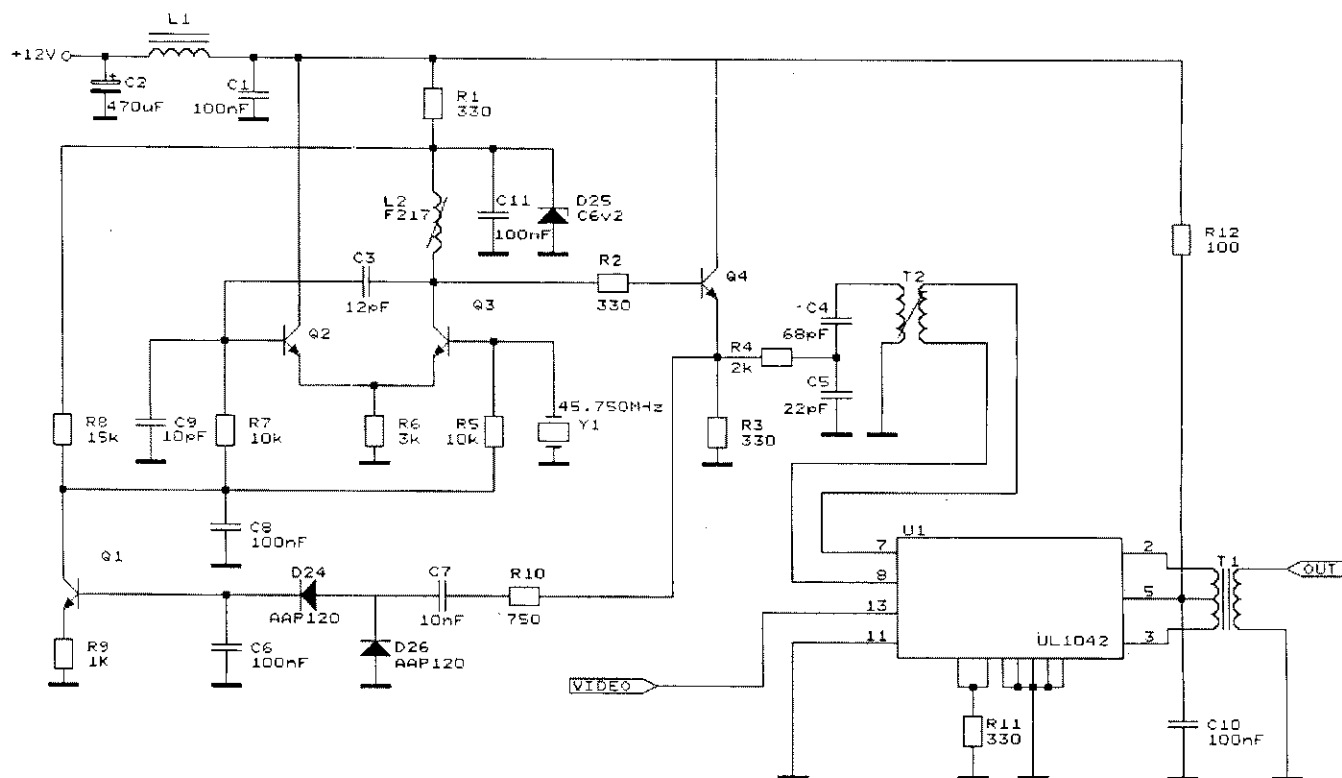 L1
+12V
C2
470uF
C1
100nF
R1
330
L2
F217
C11
100nF
D25
C6v2
R12
100
C3
12pF
R2
330
Q4
T2
Q3
Q2
C4
68pF
R4
2k
C5
22pF
45.750MHz
Y1
R8
15k
C9
10pF
R7
10k
R6
3k
R5
10k
R3
330
C8
100nF
Q1
U1
7
2
D24
AAP120
C7
10nF
R10
750
T1
OUT
5
13
11
3
UL1042
R9
1K
C6
100nF
D26
AAP120
VIDEO
R11
330
C10
100nF